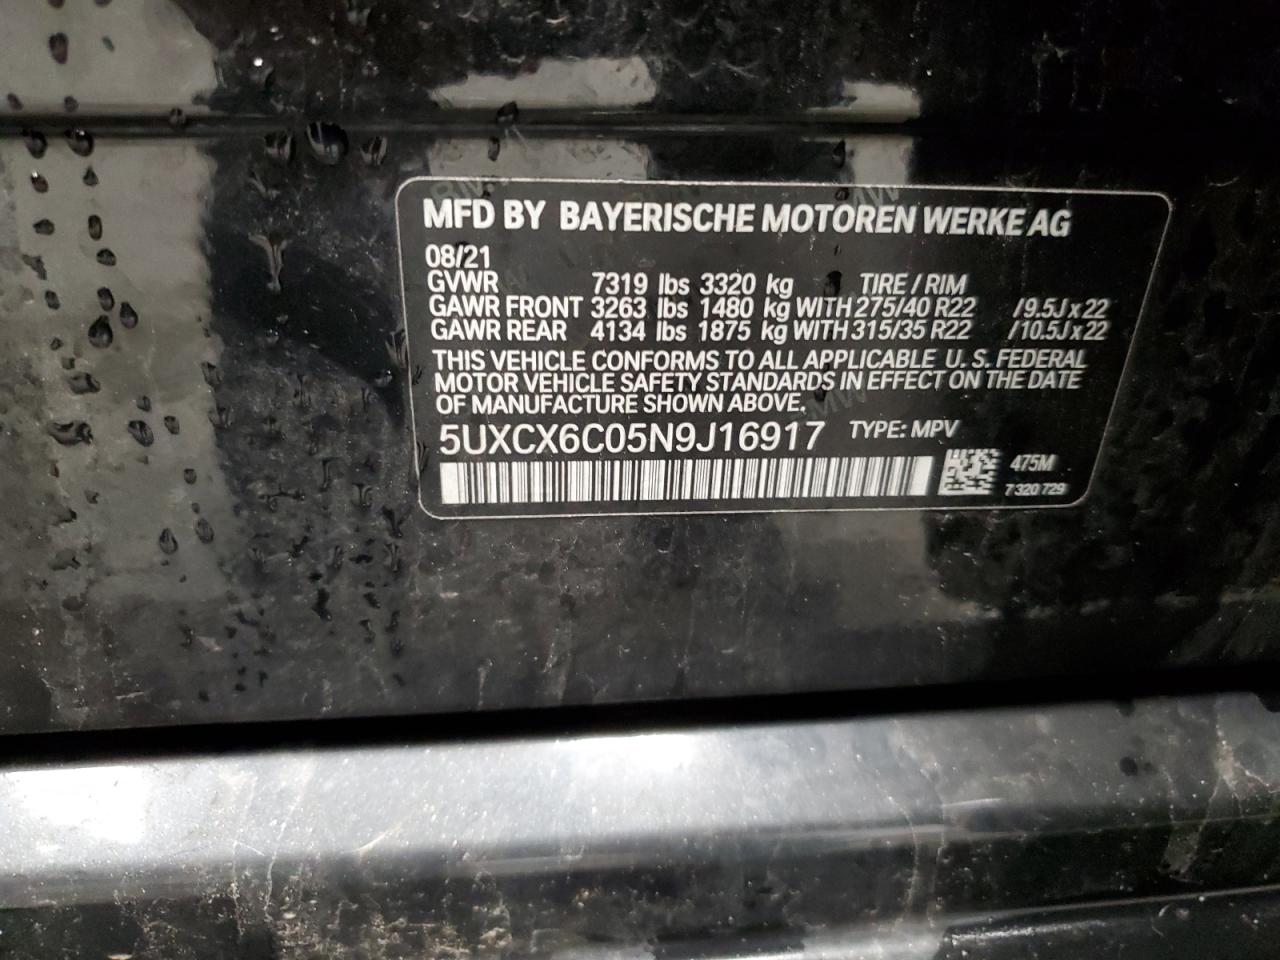 MFD BY BAYERISCHE MOTOREN WERKE AG
08/21
GVWR 7319 lbs 3320 kg TIRE / RIM
GAWR FRONT 3263 lbs 1480 kg WITH 275/40 R22 /9.5J x 22
GAWR REAR 4134 lbs 1875 kg WITH 315/35 R22 /10.5J x 22
THIS VEHICLE CONFORMS TO ALL APPLICABLE U.S. FEDERAL
MOTOR VEHICLE SAFETY STANDARDS IN EFFECT ON THE DATE
OF MANUFACTURE SHOWN ABOVE.
5UXCX6C05N9J16917 TYPE: MPV
475M
7 320 729